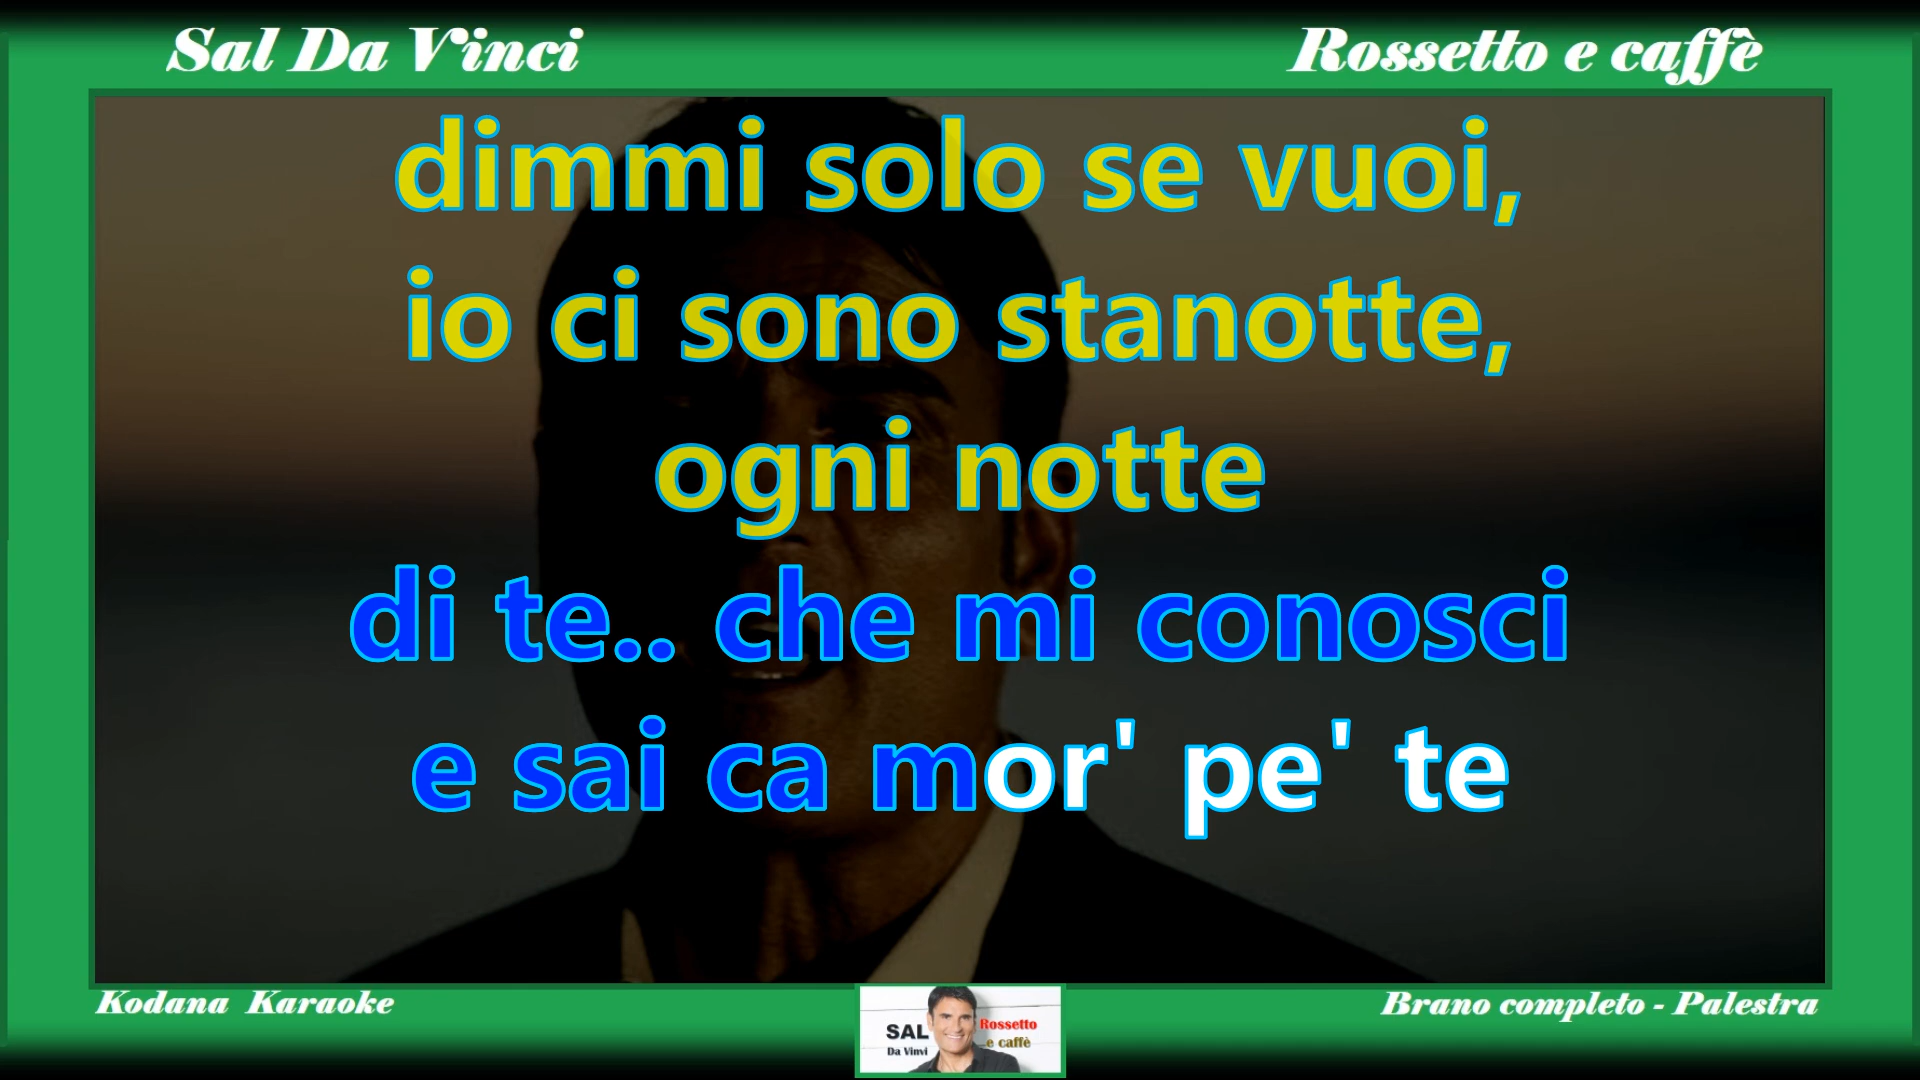 Sal Da Vinci
Rossetto e caffè
dimmi solo se vuoi,
io ci sono stanotte,
ogni notte
di te.. che mi conosci
e sai ca mor' pe' te
Kodana Karaoke
SAL
Da Vinvi
Rossetto
e caffè
Brano completo - Palestra